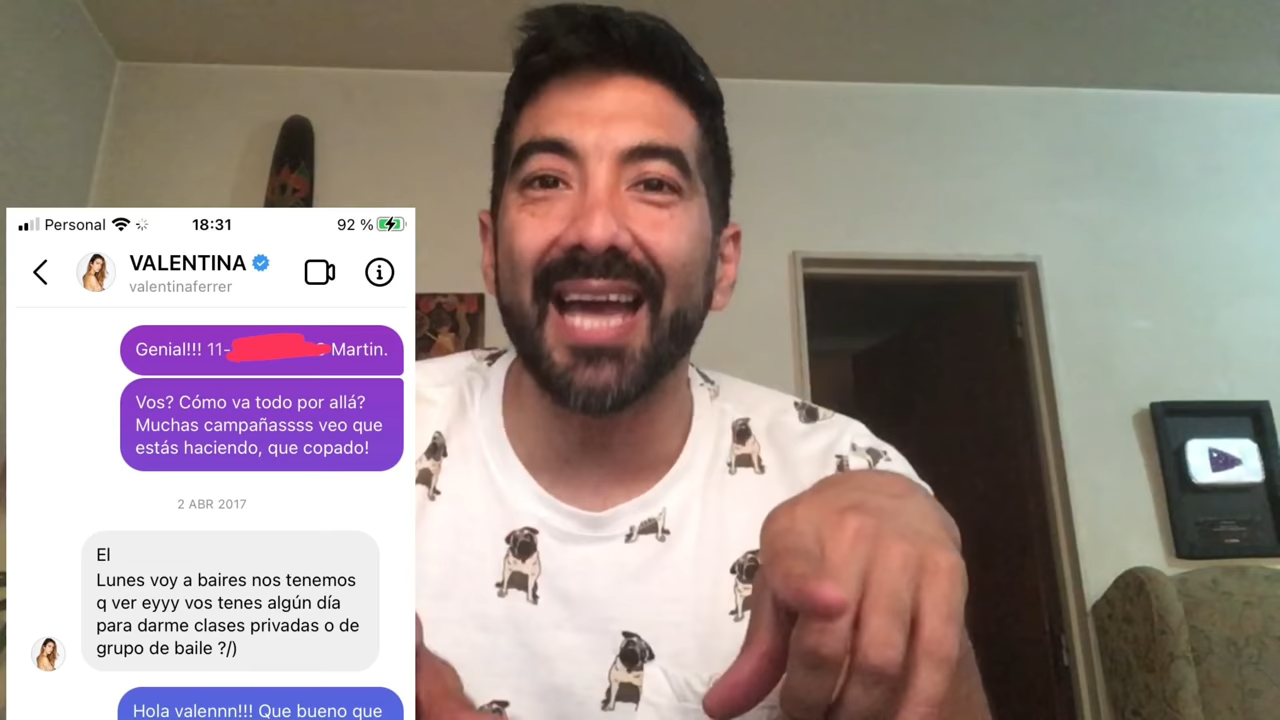 Personal
18:31
92 %
VALENTINA
valentinaferrer
Genial!!! 11- Martin.
Vos? Cómo va todo por allá?
Muchas campañassss veo que
estás haciendo, que copado!
2 ABR 2017
El
Lunes voy a baires nos tenemos
q ver eyyy vos tenes algún día
para darme clases privadas o de
grupo de baile ?/)
Hola valennn!!! Que bueno que